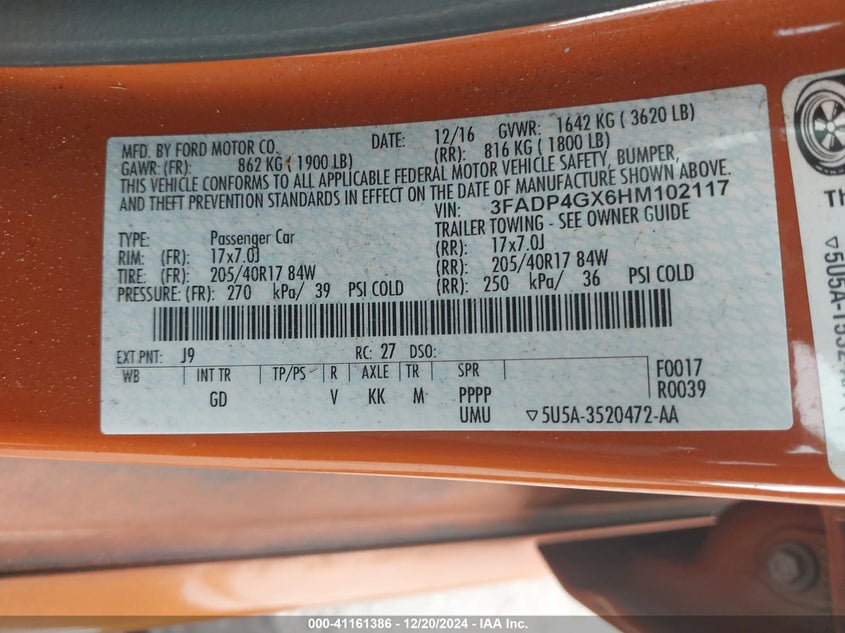 MFD. BY FORD MOTOR CO. DATE: 12/16 GVWR: 1642 KG ( 3620 LB)
GAWR: (FR): 862 KG ( 1900 LB) (RR): 816 KG ( 1800 LB)
THIS VEHICLE CONFORMS TO ALL APPLICABLE FEDERAL MOTOR VEHICLE SAFETY, BUMPER,
AND THEFT PREVENTION STANDARDS IN EFFECT ON THE DATE OF MANUFACTURE SHOWN ABOVE.
VIN: 3FADP4GX6HM102117
TYPE: Passenger Car TRAILER TOWING - SEE OWNER GUIDE
RIM: (FR): 17x7.0J (RR): 17x7.0J
TIRE: (FR): 205/40R17 84W (RR): 205/40R17 84W
PRESSURE: (FR): 270 kPa/ 39 PSI COLD (RR): 250 kPa/ 36 PSI COLD
EXT PNT: J9 RC: 27 DSO:
WB INT TR TP/PS R AXLE TR SPR F0017
GD V KK M PPPP R0039
UMU ▽5U5A-3520472-AA
Th
▽5U5A-1532
000-41161386 - 12/20/2024 - IAA Inc.